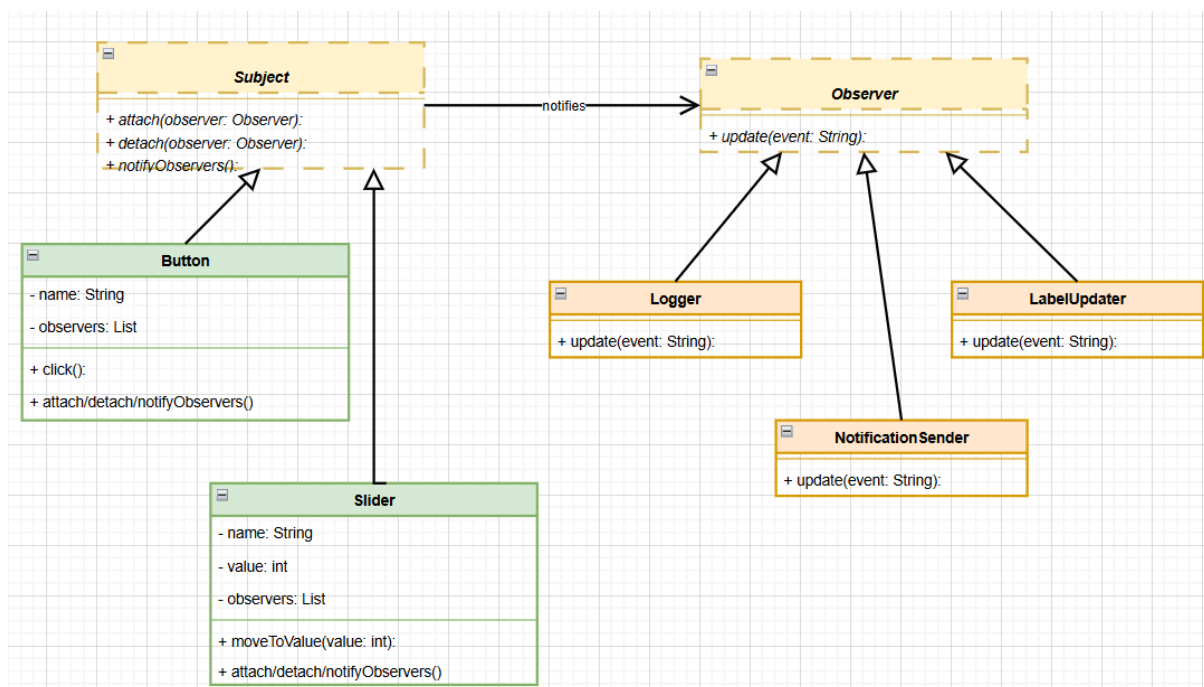 Subject
+ attach(observer: Observer):
+ detach(observer: Observer):
+ notifyObservers():
notifies
Observer
+ update(event: String):
Button
- name: String
- observers: List
+ click():
+ attach/detach/notifyObservers()
Logger
+ update(event: String):
LabelUpdater
+ update(event: String):
NotificationSender
+ update(event: String):
Slider
- name: String
- value: int
- observers: List
+ moveToValue(value: int):
+ attach/detach/notifyObservers()